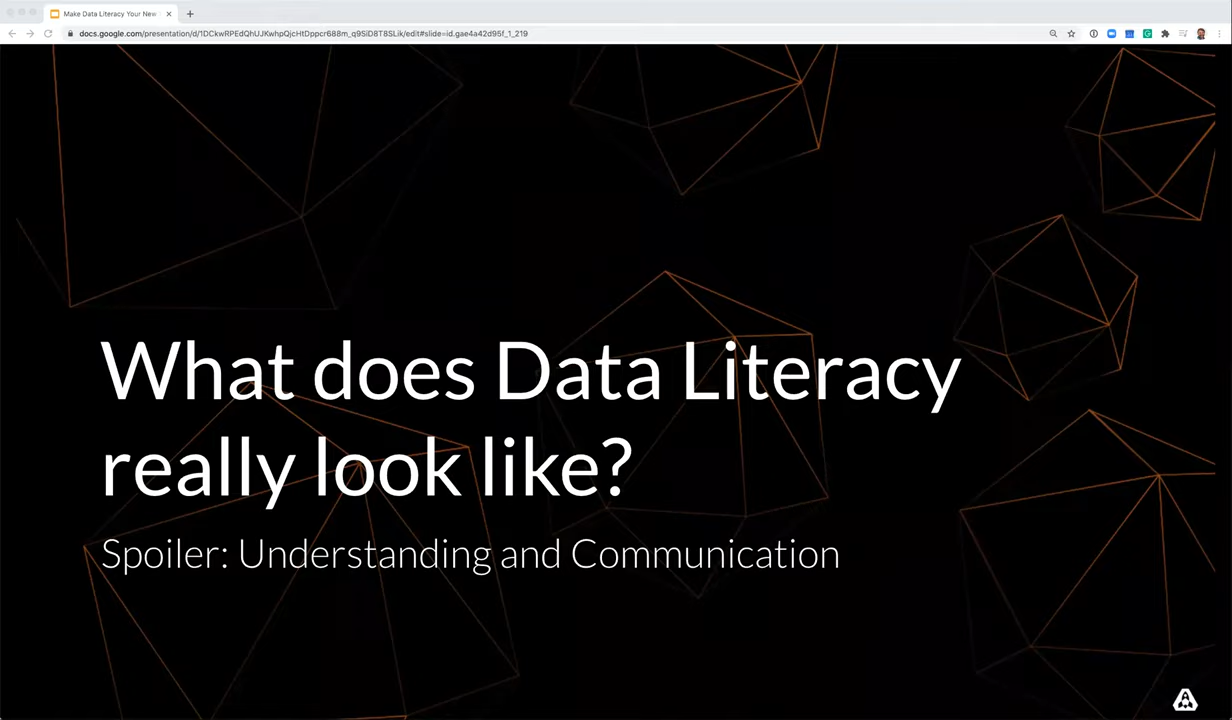 Make Data Literacy Your New
docs.google.com/presentation/d/1DCkwRPEdQhUJKwhpQjcHtDppcr688m_q9SiD8T8SLik/edit#slide=id.gae4a42d95f_1_219
What does Data Literacy
really look like?
Spoiler: Understanding and Communication